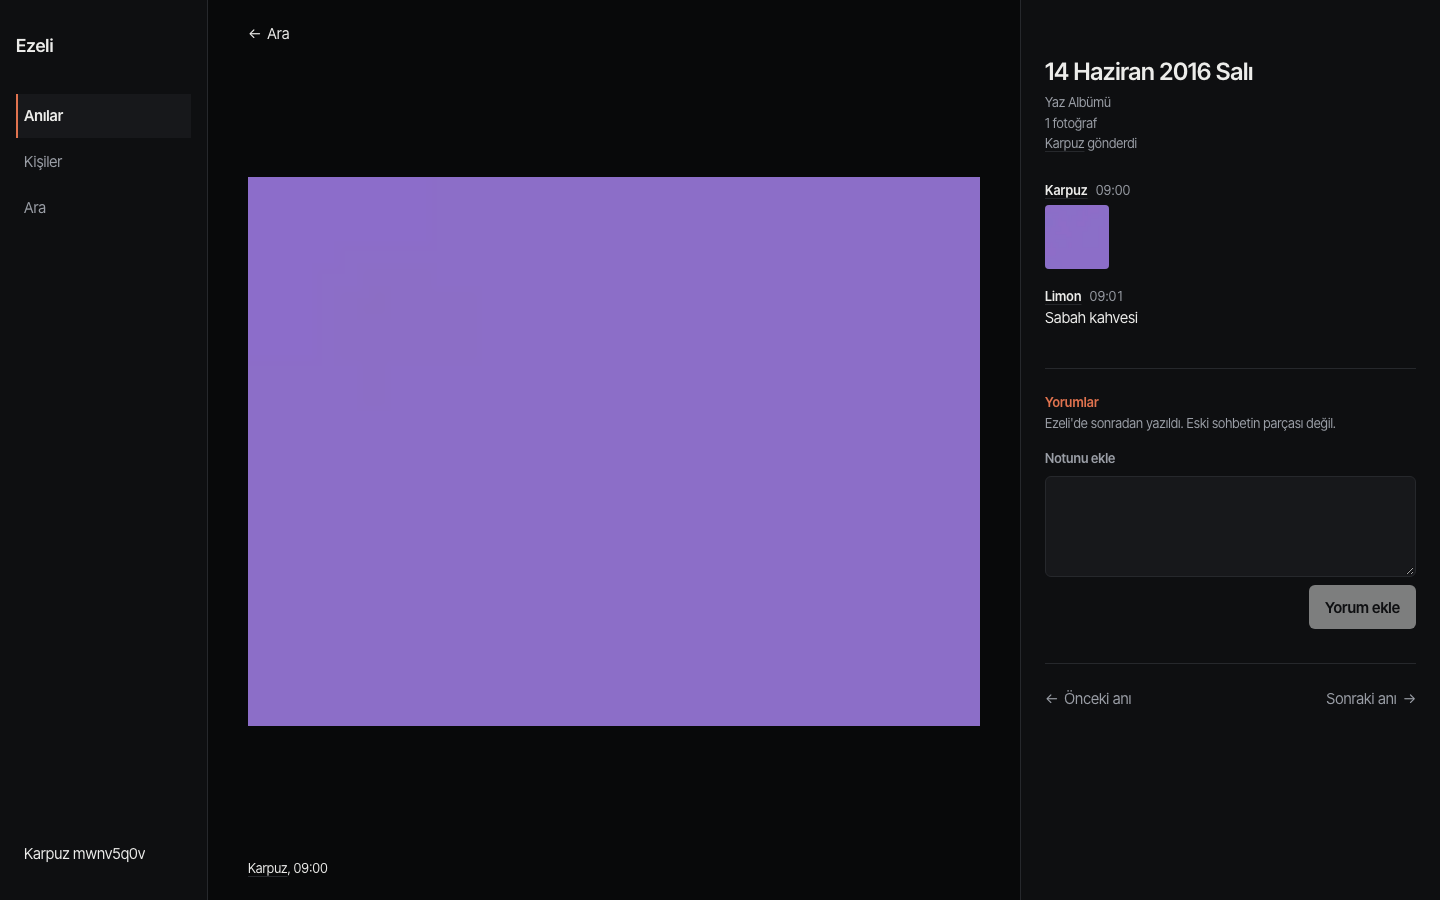 Ezeli
Anılar
Kişiler
Ara
Karpuz mwnv5q0v
← Ara
Karpuz, 09:00
14 Haziran 2016 Salı
Yaz Albümü
1 fotoğraf
Karpuz gönderdi
Karpuz 09:00
Limon 09:01
Sabah kahvesi
Yorumlar
Ezeli'de sonradan yazıldı. Eski sohbetin parçası değil.
Notunu ekle
Yorum ekle
← Önceki anı
Sonraki anı →